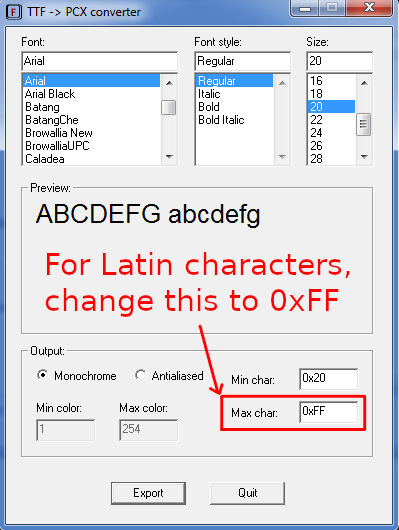 F TTF -> PCX converter
Font: Font style: Size:
Arial Regular 20
Arial Regular 16
Arial Black Italic 18
Batang Bold 20
BatangChe Bold Italic 22
Browallia New 24
BrowalliaUPC 26
Caladea 28
Preview:
ABCDEFG abcdefg
For Latin characters,
change this to 0xFF
Output:
Monochrome Antialiased Min char: 0x20
Min color: Max color: Max char: 0xFF
1 254
Export Quit